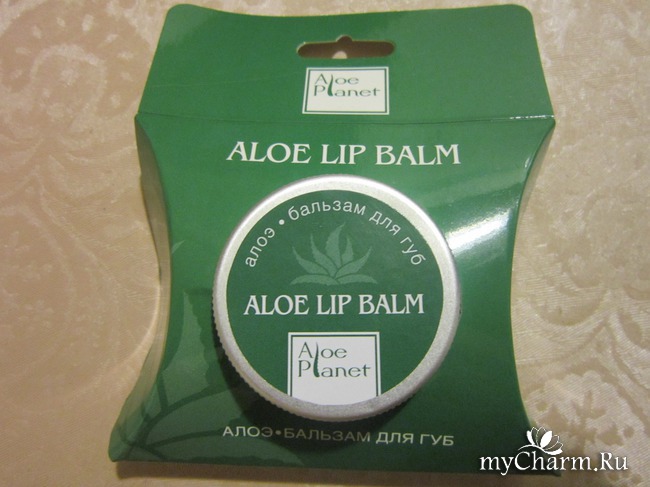 Aloe
Planet
ALOE LIP BALM
алоэ • бальзам для губ
ALOE LIP BALM
Aloe
Planet
АЛОЭ•БАЛЬЗАМ ДЛЯ ГУБ
myCharm.Ru